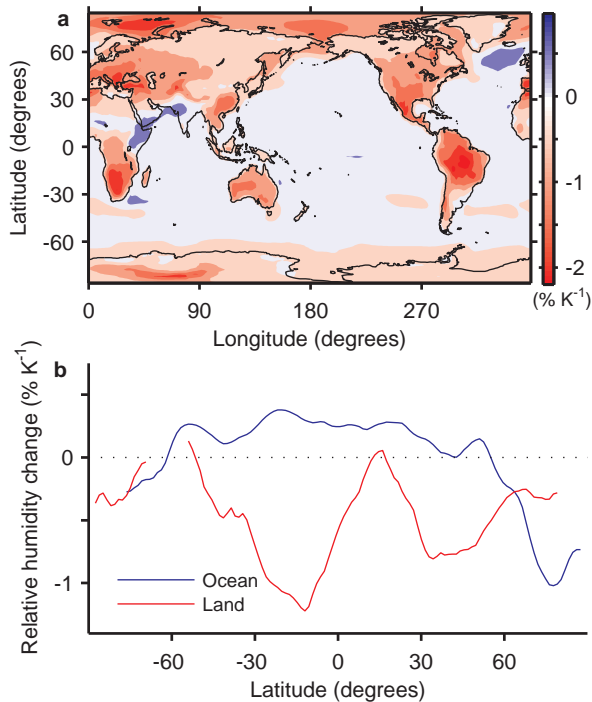 a
60
30
0
-30
-60
Latitude (degrees)
0
90
180
270
Longitude (degrees)
0
-1
-2
(% K-1)
b
Relative humidity change (% K-1)
0
-1
Ocean
Land
-60
-30
0
30
60
Latitude (degrees)